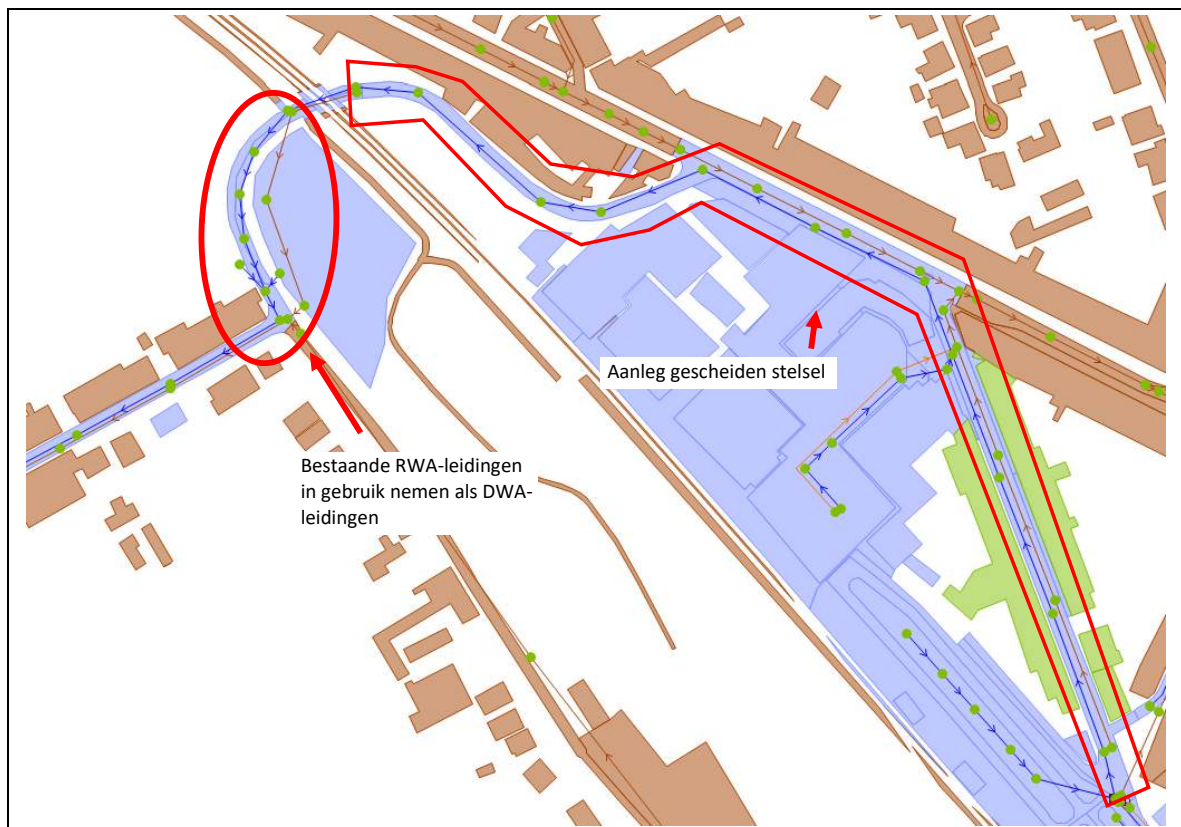 Aanleg gescheiden stelsel
Bestaande RWA-leidingen
in gebruik nemen als DWA-
leidingen